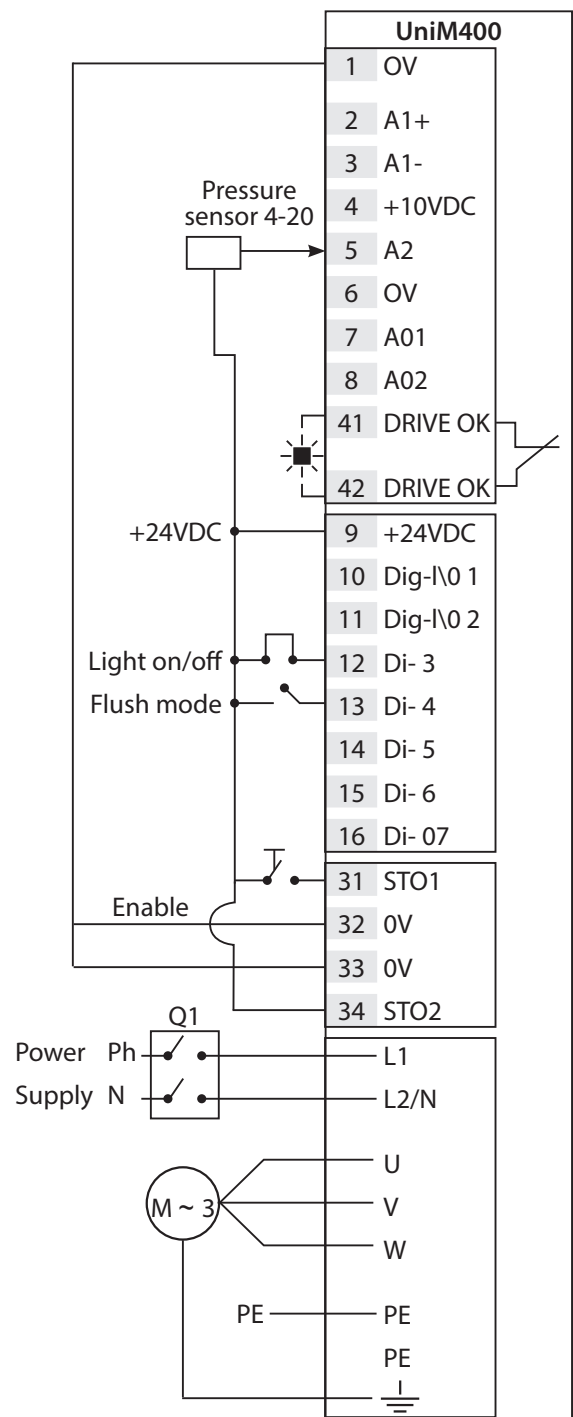 UniM400
1 OV
2 A1+
3 A1-
Pressure
sensor 4-20
4 +10VDC
5 A2
6 OV
7 A01
8 A02
41 DRIVE OK
42 DRIVE OK
+24VDC 9 +24VDC
10 Dig-I\0 1
11 Dig-I\0 2
Light on/off 12 Di- 3
Flush mode 13 Di- 4
14 Di- 5
15 Di- 6
16 Di- 07
31 STO1
Enable
32 0V
33 0V
34 STO2
Q1
Power Ph L1
Supply N L2/N
U
M ~ 3 V
W
PE PE
PE